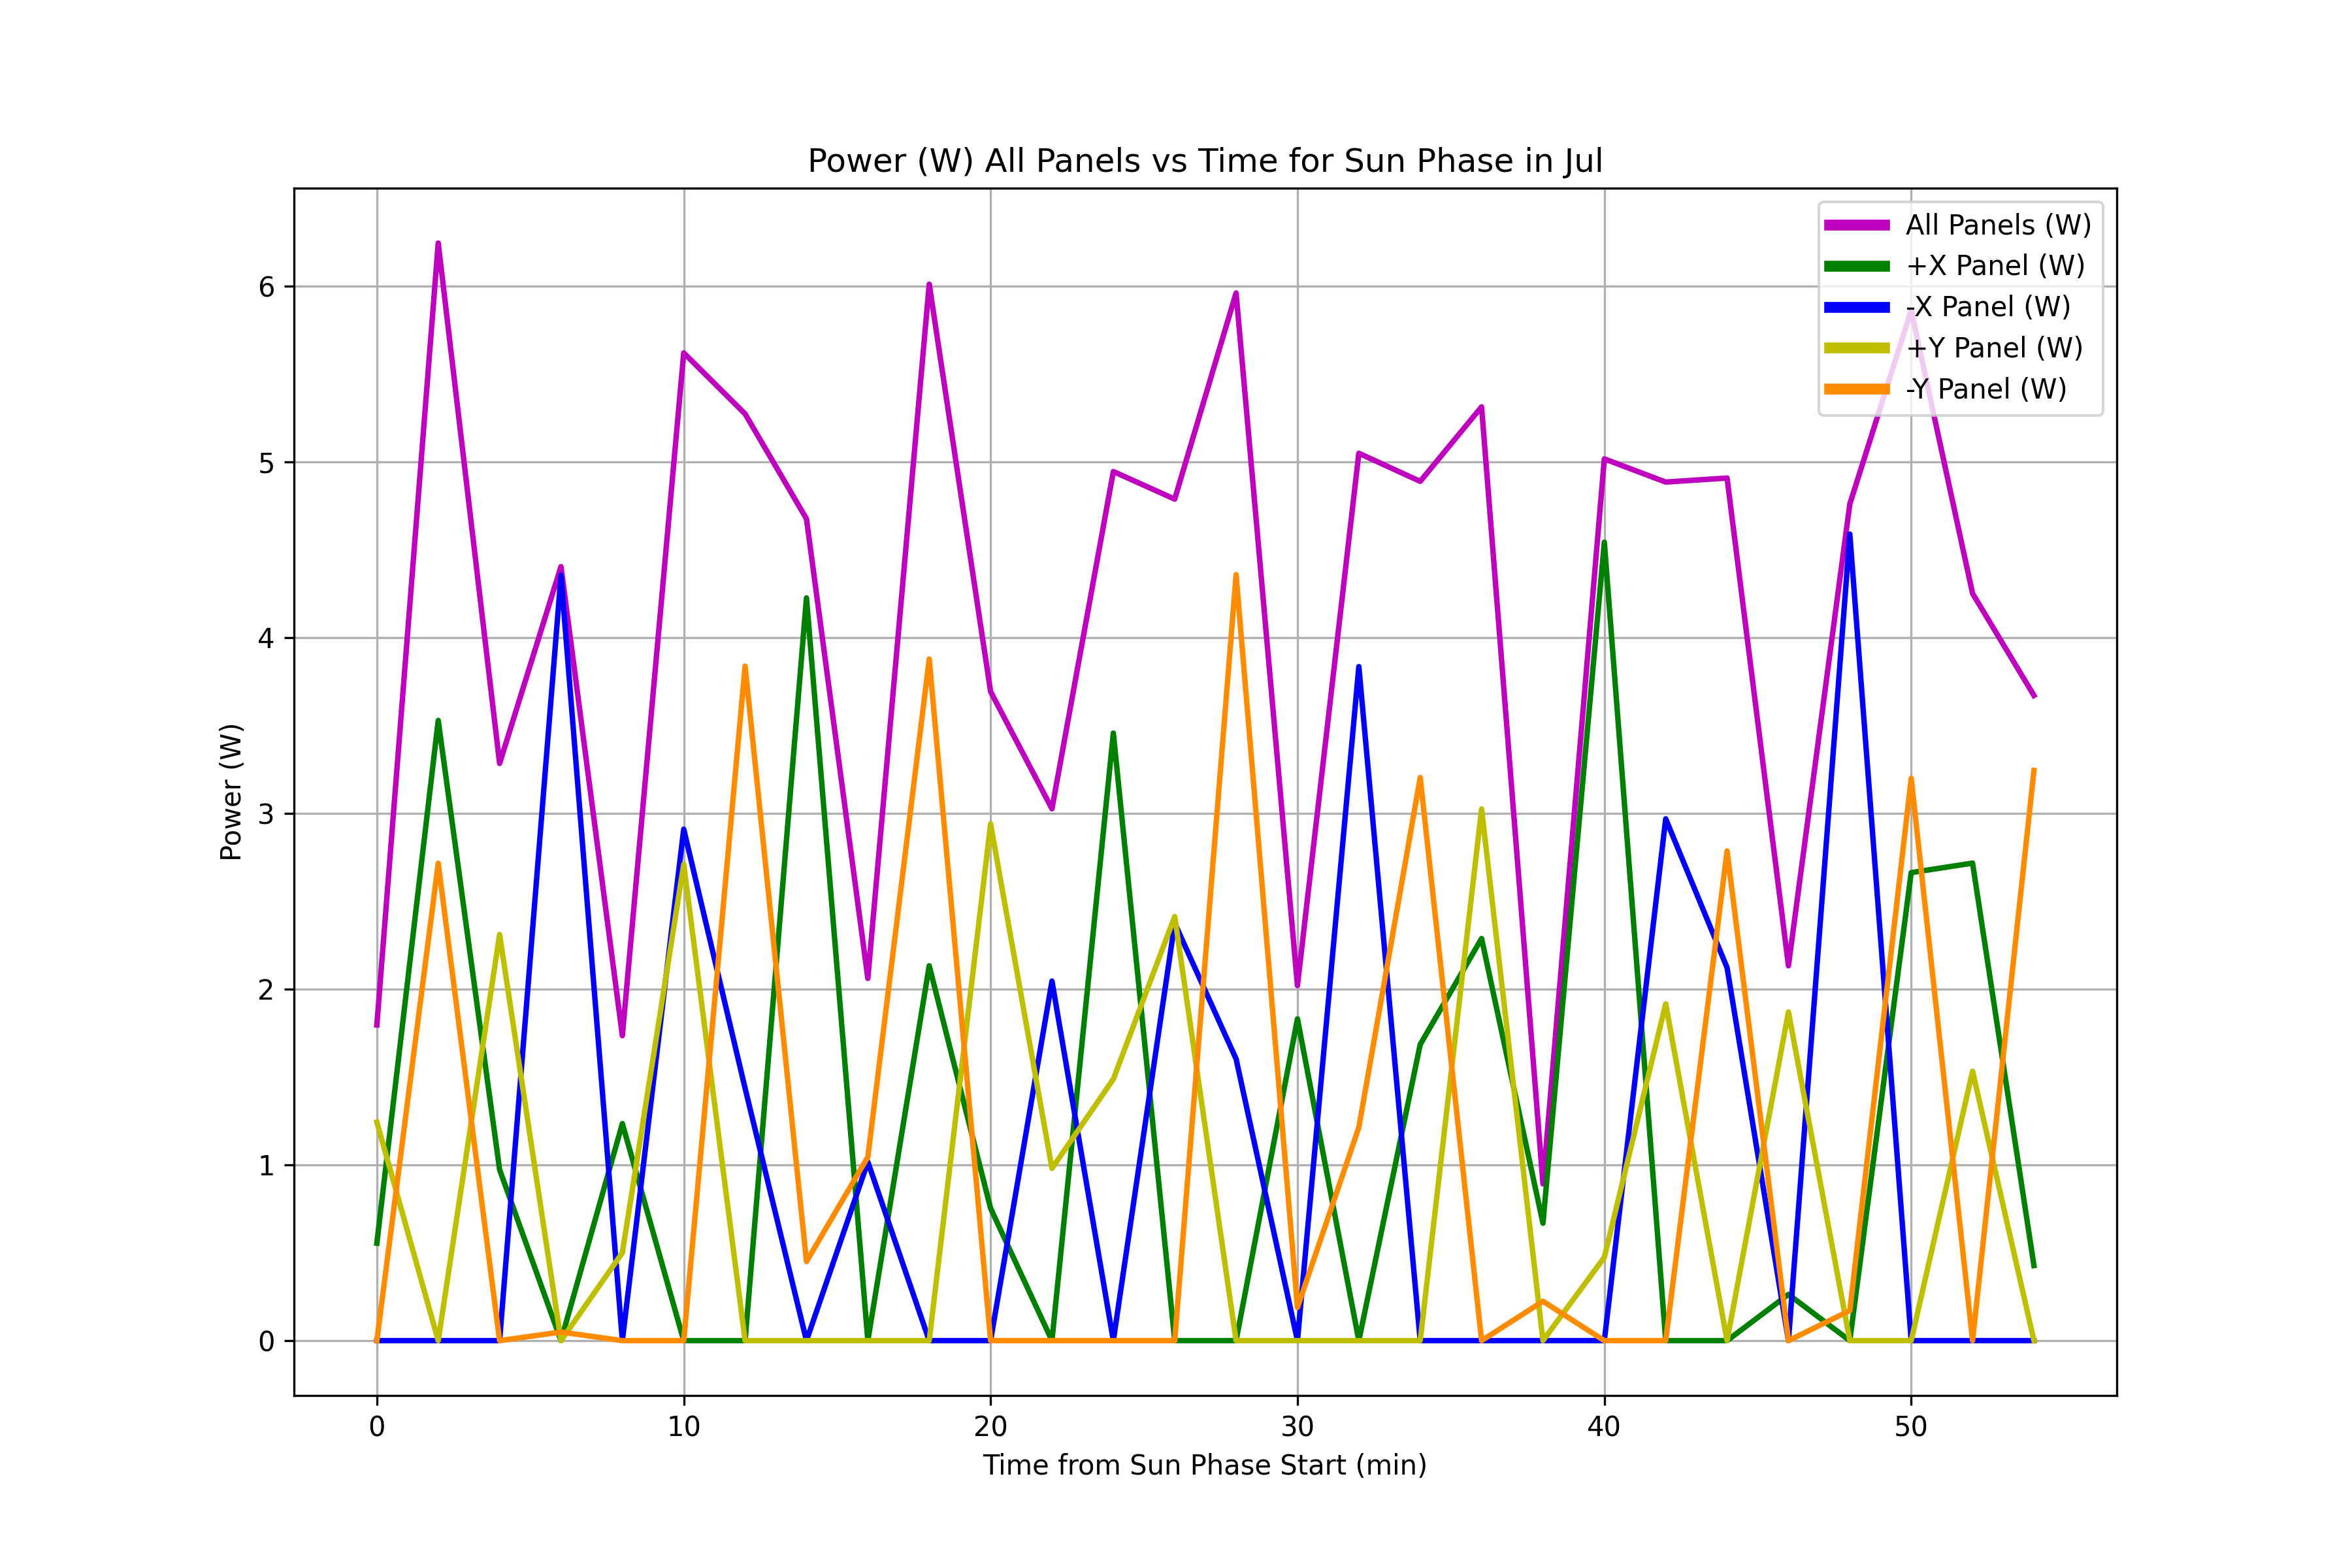 Power (W) All Panels vs Time for Sun Phase in Jul
All Panels (W)
+X Panel (W)
-X Panel (W)
+Y Panel (W)
-Y Panel (W)
Power (W)
6
5
4
3
2
1
0
0 10 20 30 40 50
Time from Sun Phase Start (min)